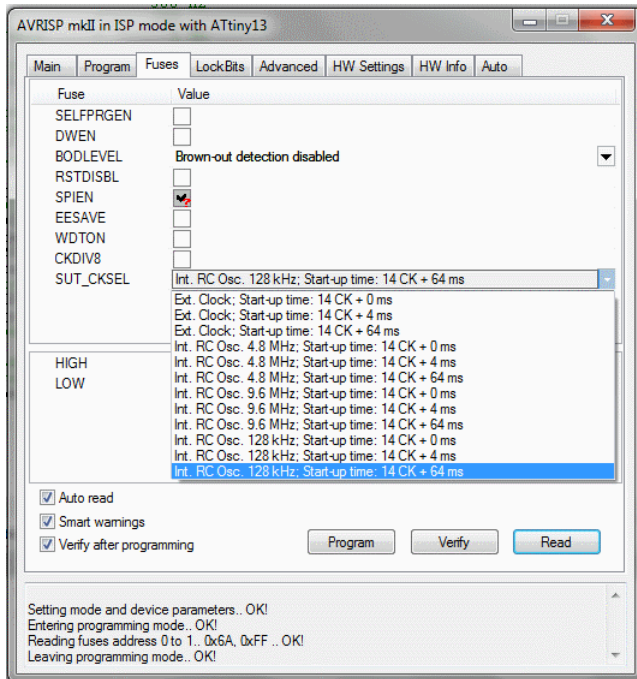 AVRISP mkII in ISP mode with ATtiny13
Main Program Fuses LockBits Advanced HW Settings HW Info Auto
Fuse Value
SELFPRGEN
DWEN
BODLEVEL Brown-out detection disabled
RSTDISBL
SPIEN
EESAVE
WDTON
CKDIV8
SUT_CKSEL Int. RC Osc. 128 kHz; Start-up time: 14 CK + 64 ms
Ext. Clock; Start-up time: 14 CK + 0 ms
Ext. Clock; Start-up time: 14 CK + 4 ms
Ext. Clock; Start-up time: 14 CK + 64 ms
Int. RC Osc. 4.8 MHz; Start-up time: 14 CK + 0 ms
Int. RC Osc. 4.8 MHz; Start-up time: 14 CK + 4 ms
Int. RC Osc. 4.8 MHz; Start-up time: 14 CK + 64 ms
Int. RC Osc. 9.6 MHz; Start-up time: 14 CK + 0 ms
Int. RC Osc. 9.6 MHz; Start-up time: 14 CK + 4 ms
Int. RC Osc. 9.6 MHz; Start-up time: 14 CK + 64 ms
Int. RC Osc. 128 kHz; Start-up time: 14 CK + 0 ms
Int. RC Osc. 128 kHz; Start-up time: 14 CK + 4 ms
Int. RC Osc. 128 kHz; Start-up time: 14 CK + 64 ms
HIGH
LOW
Auto read
Smart warnings
Verify after programming
Program Verify Read
Setting mode and device parameters.. OK!
Entering programming mode.. OK!
Reading fuses address 0 to 1.. 0x6A, 0xFF .. OK!
Leaving programming mode.. OK!